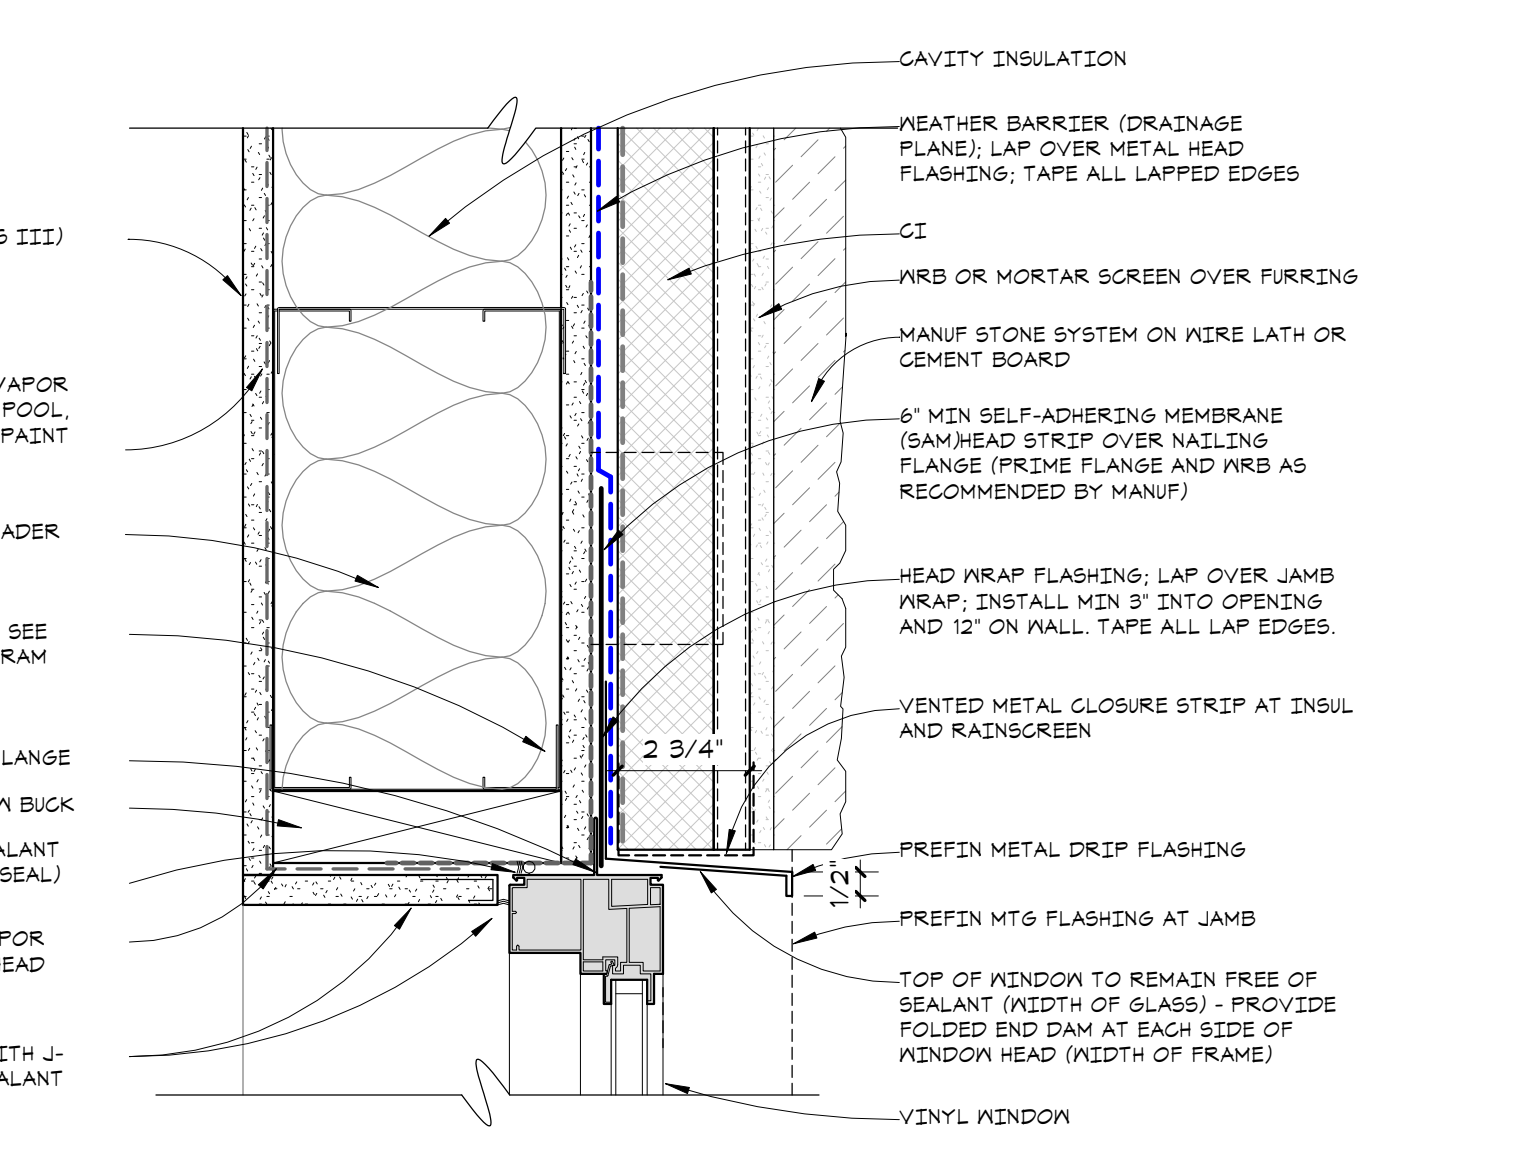 CAVITY INSULATION
WEATHER BARRIER (DRAINAGE
PLANE); LAP OVER METAL HEAD
FLASHING; TAPE ALL LAPPED EDGES
CI
WRB OR MORTAR SCREEN OVER FURRING
MANUF STONE SYSTEM ON WIRE LATH OR
CEMENT BOARD
6" MIN SELF-ADHERING MEMBRANE
(SAM)HEAD STRIP OVER NAILING
FLANGE (PRIME FLANGE AND WRB AS
RECOMMENDED BY MANUF)
HEAD WRAP FLASHING; LAP OVER JAMB
WRAP; INSTALL MIN 3" INTO OPENING
AND 12" ON WALL. TAPE ALL LAP EDGES.
VENTED METAL CLOSURE STRIP AT INSUL
AND RAINSCREEN
PREFIN METAL DRIP FLASHING
PREFIN MTG FLASHING AT JAMB
TOP OF WINDOW TO REMAIN FREE OF
SEALANT (WIDTH OF GLASS) - PROVIDE
FOLDED END DAM AT EACH SIDE OF
WINDOW HEAD (WIDTH OF FRAME)
VINYL WINDOW
2 3/4"
1/2"
III)
VAPOR
POOL,
PAINT
ADER
SEE
RAM
LANGE
W BUCK
ALANT
SEAL)
POR
EAD
ITH J-
ALANT